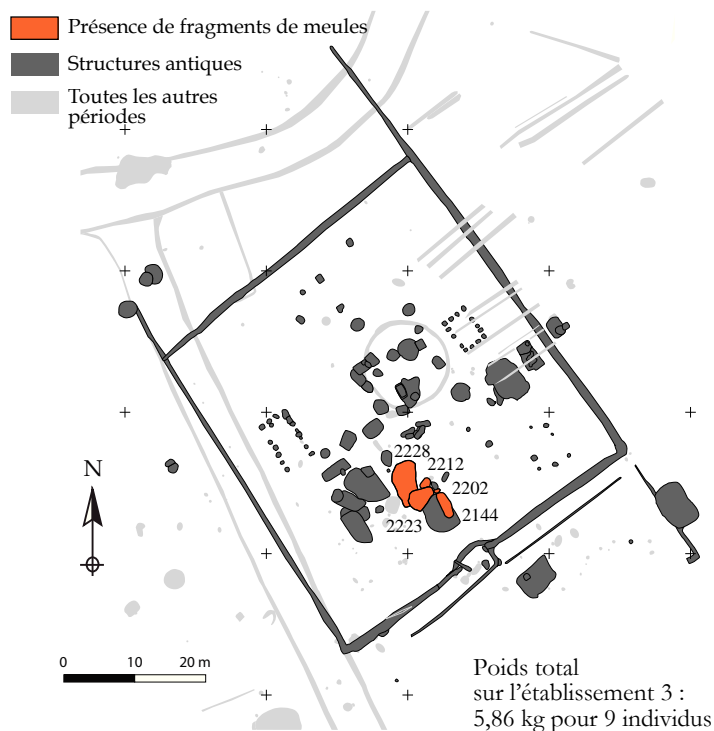 Présence de fragments de meules
Structures antiques
Toutes les autres
périodes
2228
2212
2202
2144
2223
N
0 10 20 m
Poids total
sur l'établissement 3 :
5,86 kg pour 9 individus